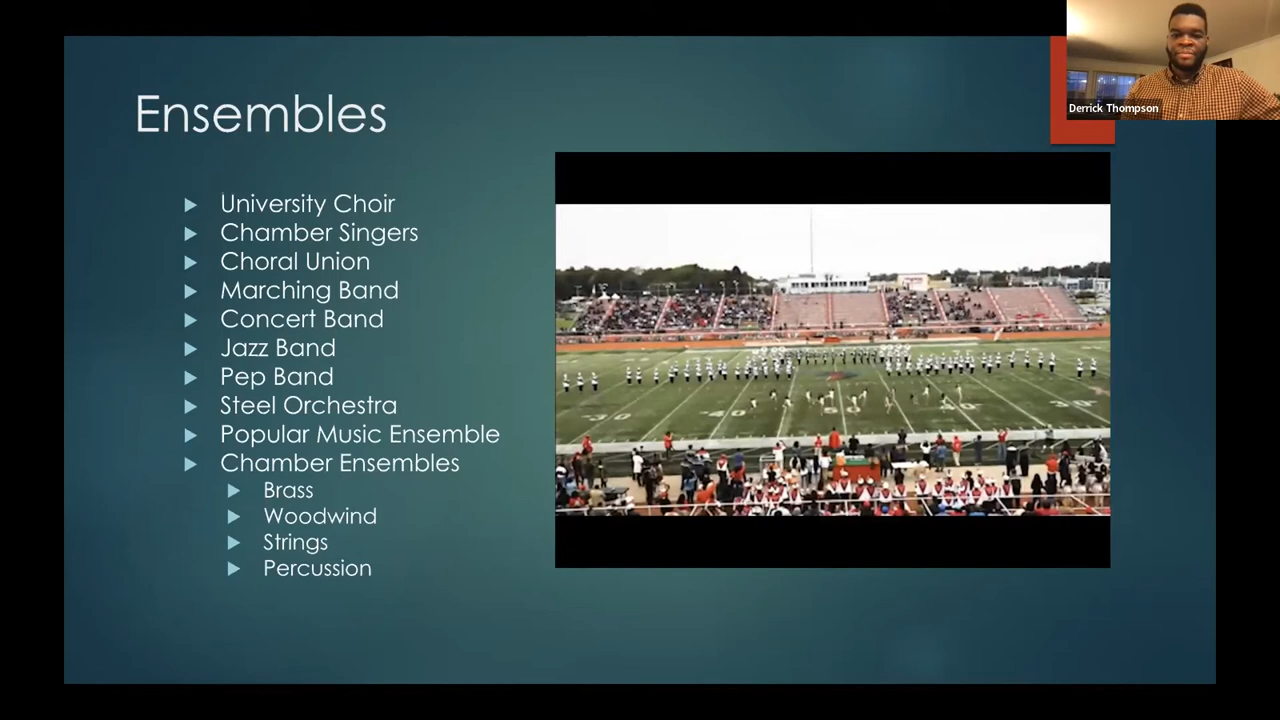 Derrick Thompson
Ensembles
University Choir
Chamber Singers
Choral Union
Marching Band
Concert Band
Jazz Band
Pep Band
Steel Orchestra
Popular Music Ensemble
Chamber Ensembles
Brass
Woodwind
Strings
Percussion